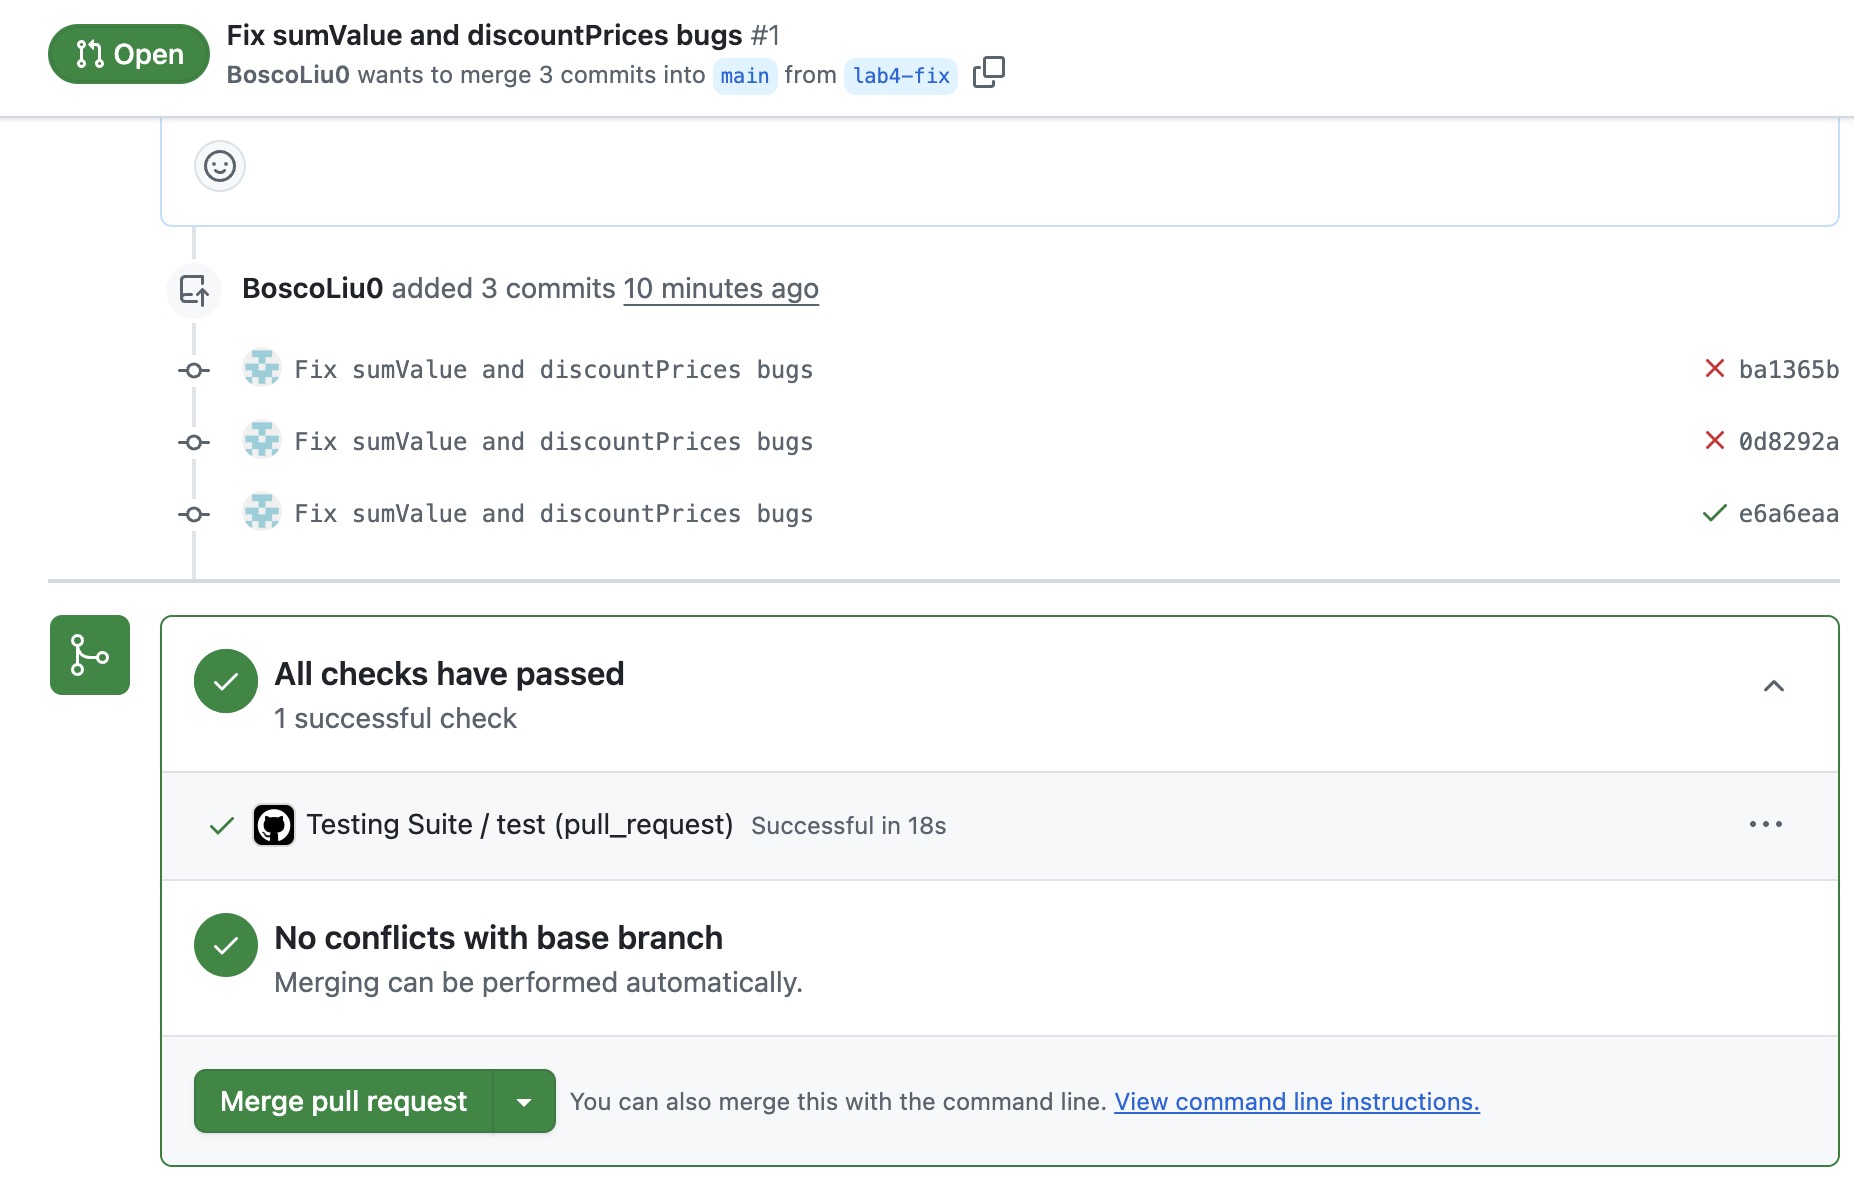 Open
Fix sumValue and discountPrices bugs #1
BoscoLiu0 wants to merge 3 commits into main from lab4-fix
BoscoLiu0 added 3 commits 10 minutes ago
Fix sumValue and discountPrices bugs ba1365b
Fix sumValue and discountPrices bugs 0d8292a
Fix sumValue and discountPrices bugs e6a6eaa
All checks have passed
1 successful check
Testing Suite / test (pull_request) Successful in 18s
No conflicts with base branch
Merging can be performed automatically.
Merge pull request You can also merge this with the command line. View command line instructions.